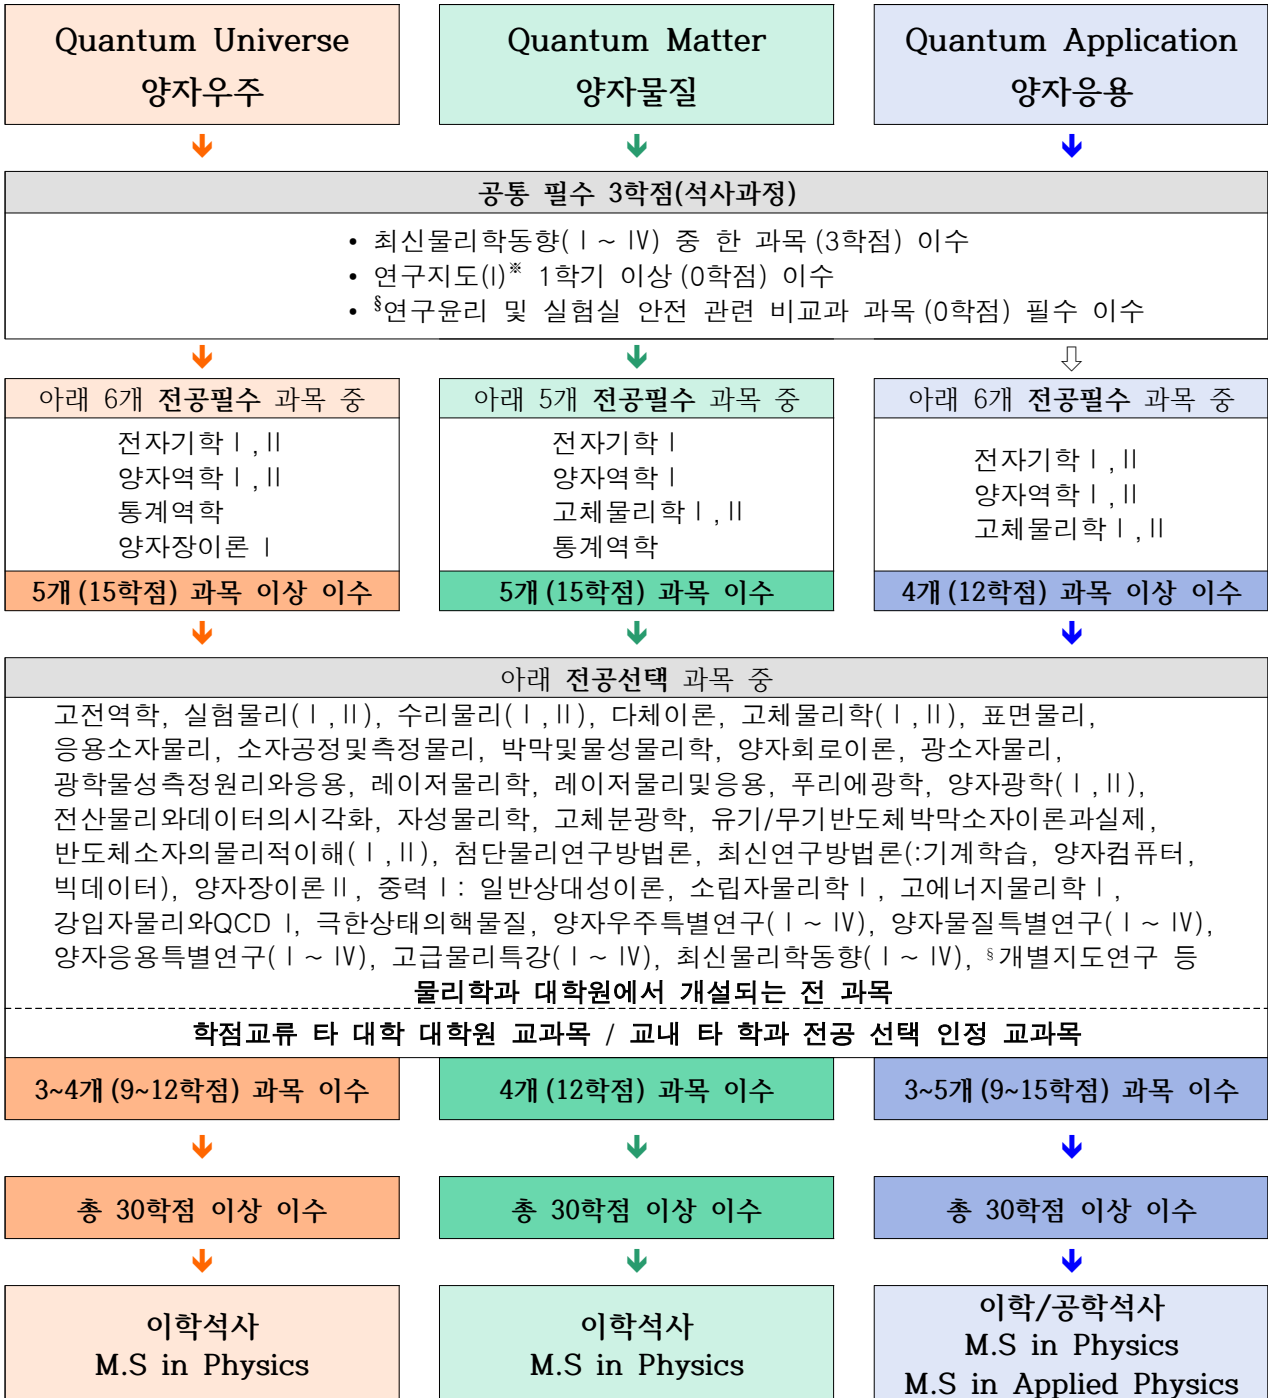 Quantum Universe
양자우주
Quantum Matter
양자물질
Quantum Application
양자응용
공통 필수 3학점(석사과정)
• 최신물리학동향(Ⅰ~Ⅳ) 중 한 과목(3학점) 이수
• 연구지도(I)※ 1학기 이상(0학점) 이수
• §연구윤리 및 실험실 안전 관련 비교과 과목(0학점) 필수 이수
아래 6개 전공필수 과목 중
전자기학Ⅰ,Ⅱ
양자역학Ⅰ,Ⅱ
통계역학
양자장이론 Ⅰ
5개(15학점) 과목 이상 이수
아래 5개 전공필수 과목 중
전자기학Ⅰ
양자역학Ⅰ
고체물리학Ⅰ,Ⅱ
통계역학
5개(15학점) 과목 이수
아래 6개 전공필수 과목 중
전자기학Ⅰ,Ⅱ
양자역학Ⅰ,Ⅱ
고체물리학Ⅰ,Ⅱ
4개(12학점) 과목 이상 이수
아래 전공선택 과목 중
고전역학, 실험물리(Ⅰ,Ⅱ), 수리물리(Ⅰ,Ⅱ), 다체이론, 고체물리학(Ⅰ,Ⅱ), 표면물리,
응용소자물리, 소자공정및측정물리, 박막및물성물리학, 양자회로이론, 광소자물리,
광학물성측정원리와응용, 레이저물리학, 레이저물리및응용, 푸리에광학, 양자광학(Ⅰ,Ⅱ),
전산물리와데이터의시각화, 자성물리학, 고체분광학, 유기/무기반도체박막소자이론과실제,
반도체소자의물리적이해(Ⅰ,Ⅱ), 첨단물리연구방법론, 최신연구방법론(:기계학습, 양자컴퓨터,
빅데이터), 양자장이론Ⅱ, 중력Ⅰ: 일반상대성이론, 소립자물리학Ⅰ, 고에너지물리학Ⅰ,
강입자물리와QCD Ⅰ, 극한상태의핵물질, 양자우주특별연구(Ⅰ~Ⅳ), 양자물질특별연구(Ⅰ~Ⅳ),
양자응용특별연구(Ⅰ~Ⅳ), 고급물리특강(Ⅰ~Ⅳ), 최신물리학동향(Ⅰ~Ⅳ), §개별지도연구 등
물리학과 대학원에서 개설되는 전 과목
학점교류 타 대학 대학원 교과목 / 교내 타 학과 전공 선택 인정 교과목
3~4개(9~12학점) 과목 이수
4개(12학점) 과목 이수
3~5개(9~15학점) 과목 이수
총 30학점 이상 이수
총 30학점 이상 이수
총 30학점 이상 이수
이학석사
M.S in Physics
이학석사
M.S in Physics
이학/공학석사
M.S in Physics
M.S in Applied Physics